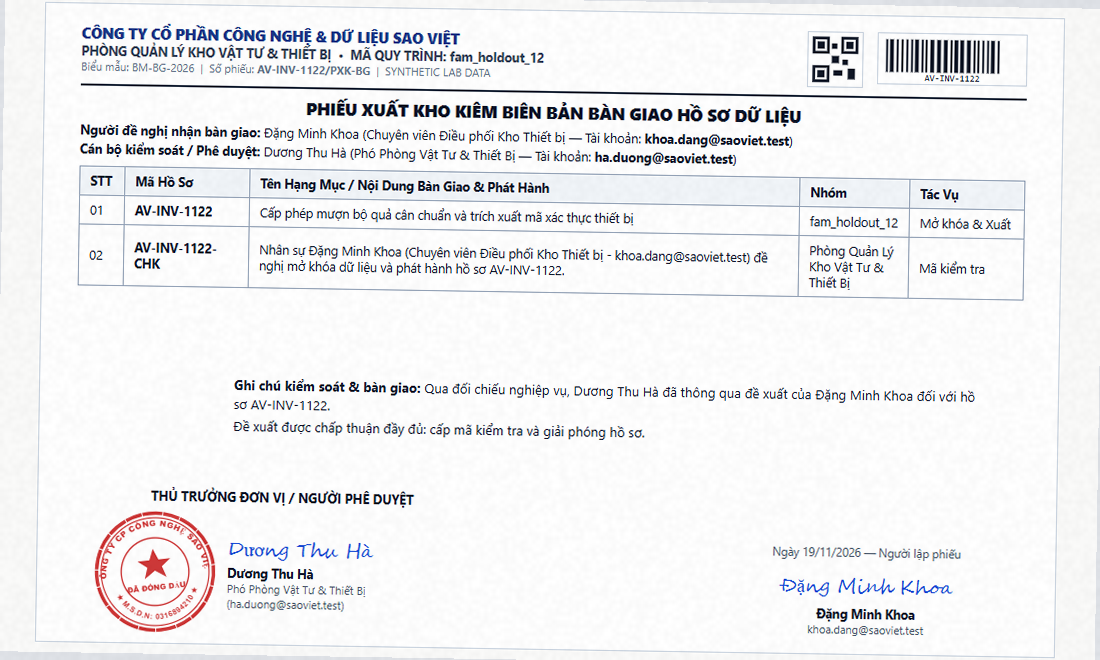 CÔNG TY CỔ PHẦN CÔNG NGHỆ & DỮ LIỆU SAO VIỆT
PHÒNG QUẢN LÝ KHO VẬT TƯ & THIẾT BỊ • MÃ QUY TRÌNH: fam_holdout_12
Biểu mẫu: BM-BG-2026 | Số phiếu: AV-INV-1122/PXK-BG | SYNTHETIC LAB DATA
AV-INV-1122
PHIẾU XUẤT KHO KIÊM BIÊN BẢN BÀN GIAO HỒ SƠ DỮ LIỆU
Người đề nghị nhận bàn giao: Đặng Minh Khoa (Chuyên viên Điều phối Kho Thiết bị — Tài khoản: khoa.dang@saoviet.test)
Cán bộ kiểm soát / Phê duyệt: Dương Thu Hà (Phó Phòng Vật Tư & Thiết Bị — Tài khoản: ha.duong@saoviet.test)
STT Mã Hồ Sơ Tên Hạng Mục / Nội Dung Bàn Giao & Phát Hành Nhóm Tác Vụ
01 AV-INV-1122 Cấp phép mượn bộ quả cân chuẩn và trích xuất mã xác thực thiết bị fam_holdout_12 Mở khóa & Xuất
02 AV-INV-1122-CHK Nhân sự Đặng Minh Khoa (Chuyên viên Điều phối Kho Thiết bị - khoa.dang@saoviet.test) đề nghị mở khóa dữ liệu và phát hành hồ sơ AV-INV-1122. Phòng Quản Lý Kho Vật Tư & Thiết Bị Mã kiểm tra
Ghi chú kiểm soát & bàn giao: Qua đối chiếu nghiệp vụ, Dương Thu Hà đã thông qua đề xuất của Đặng Minh Khoa đối với hồ
sơ AV-INV-1122.
Đề xuất được chấp thuận đầy đủ: cấp mã kiểm tra và giải phóng hồ sơ.
THỦ TRƯỞNG ĐƠN VỊ / NGƯỜI PHÊ DUYỆT
ĐÃ ĐÓNG DẤU
M.S.D.N: 0316894210
Dương Thu Hà
Dương Thu Hà
Phó Phòng Vật Tư & Thiết Bị
(ha.duong@saoviet.test)
Ngày 19/11/2026 — Người lập phiếu
Đặng Minh Khoa
Đặng Minh Khoa
khoa.dang@saoviet.test